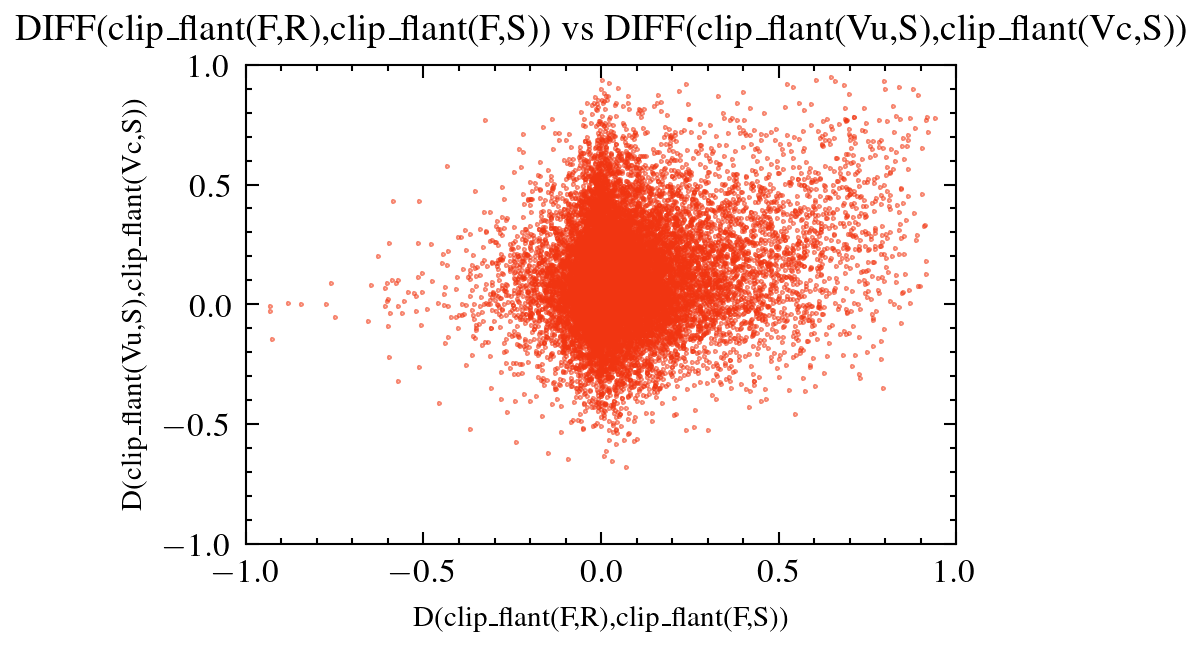 DIFF(clip_flant(F,R),clip_flant(F,S)) vs DIFF(clip_flant(Vu,S),clip_flant(Vc,S))
D(clip_flant(Vu,S),clip_flant(Vc,S))
1.0
0.5
0.0
−0.5
−1.0
−1.0 −0.5 0.0 0.5 1.0
D(clip_flant(F,R),clip_flant(F,S))